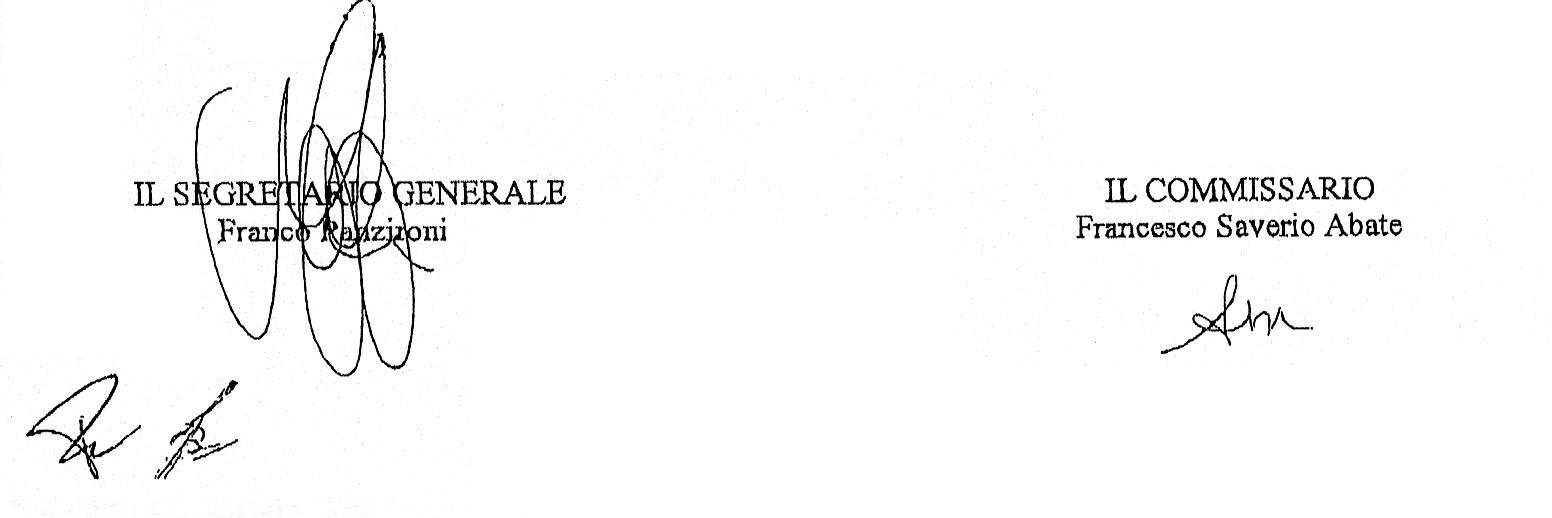 IL SEGRETARIO GENERALE
Franco Panzironi
IL COMMISSARIO
Francesco Saverio Abate